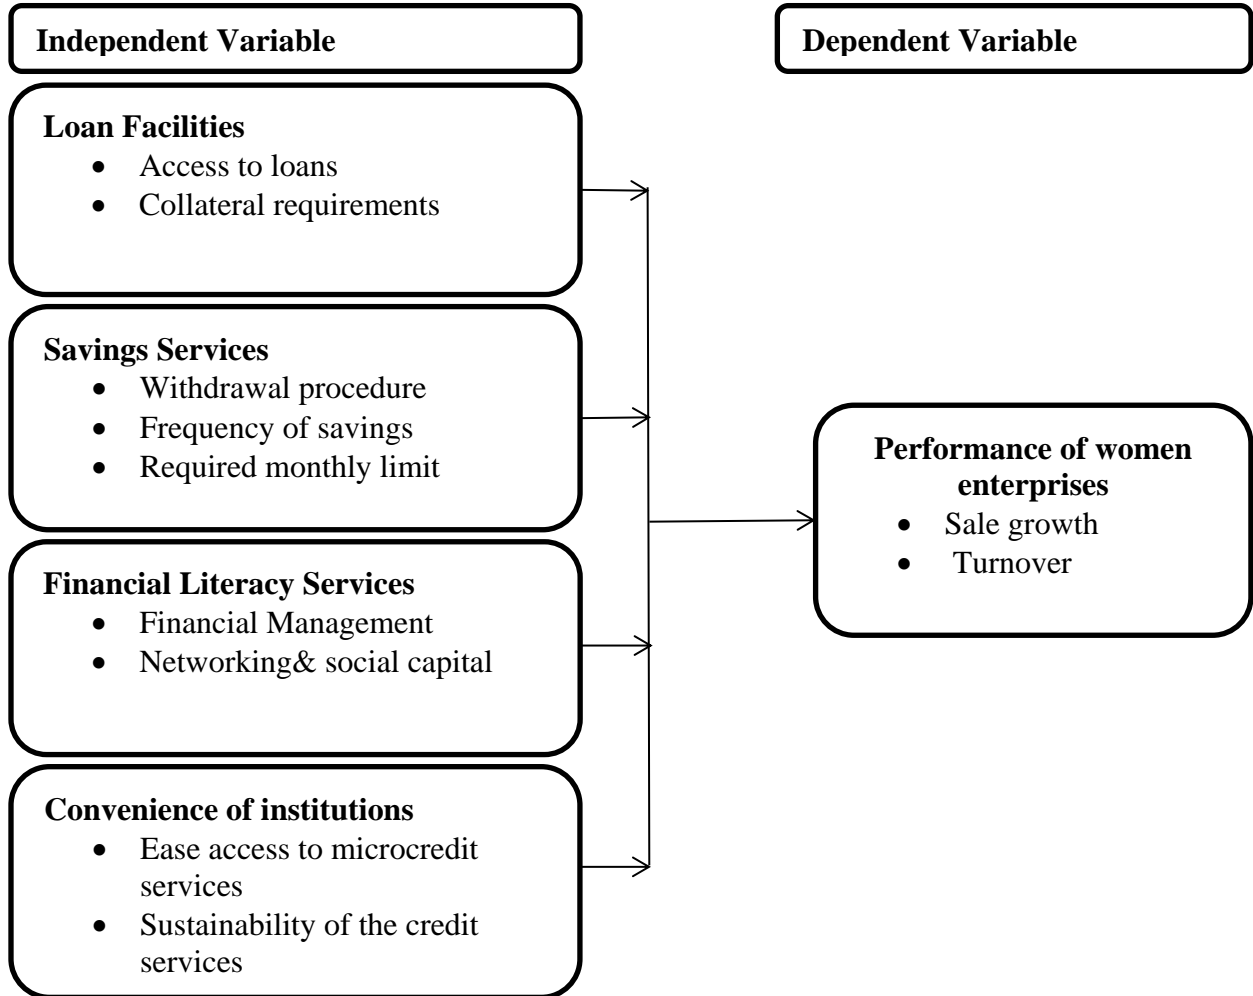 Independent Variable
Dependent Variable
Loan Facilities
• Access to loans
• Collateral requirements
Savings Services
• Withdrawal procedure
• Frequency of savings
• Required monthly limit
Financial Literacy Services
• Financial Management
• Networking& social capital
Convenience of institutions
• Ease access to microcredit
services
• Sustainability of the credit
services
Performance of women
enterprises
• Sale growth
• Turnover